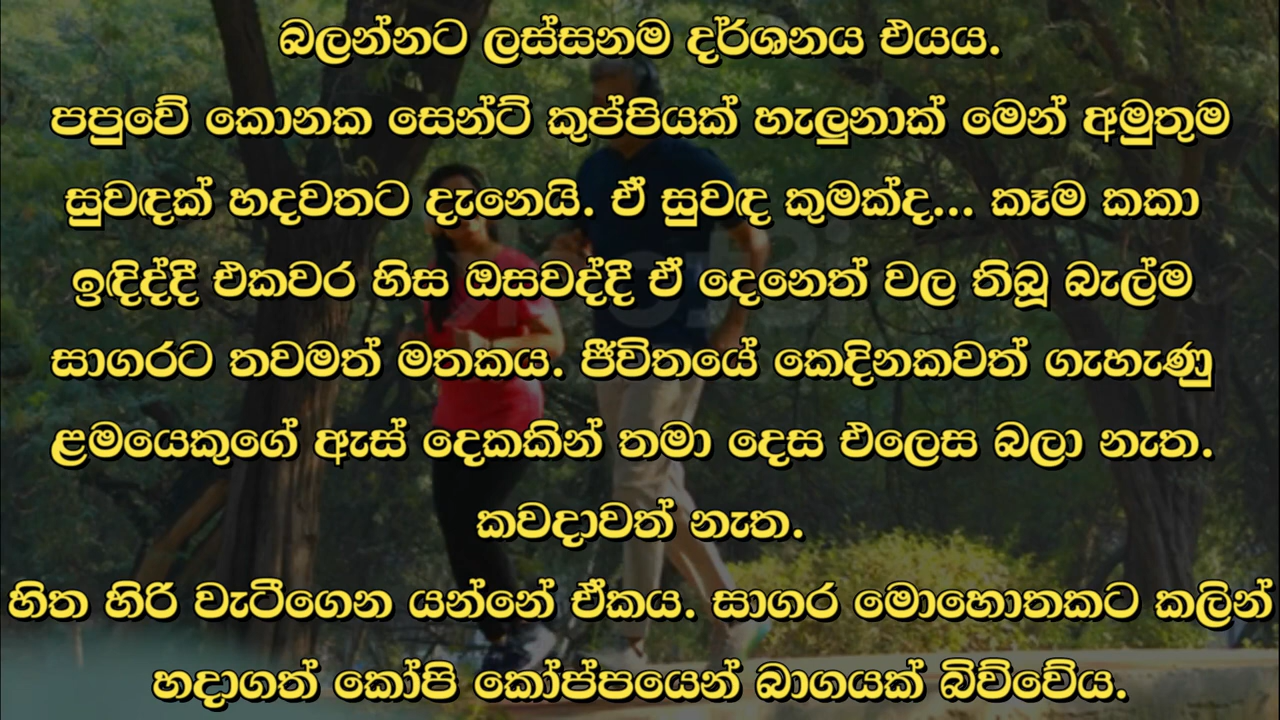 බලන්නට ලස්සනම දර්ශනය එයය.
පපුවේ කොනක සෙන්ට් කුප්පියක් හැලුනාක් මෙන් අමුතුම
සුවඳක් හදවතට දැනෙයි. ඒ සුවඳ කුමක්ද... කෑම කකා
ඉඳිද්දී එකවර හිස ඔසවද්දී ඒ දෙනෙත් වල තිබූ බැල්ම
සාගරට තවමත් මතකය. ජීවිතයේ කෙදිනකවත් ගැහැණු
ළමයෙකුගේ ඇස් දෙකකින් තමා දෙස එලෙස බලා නැත.
කවදාවත් නැත.
හිත හිරි වැටීගෙන යන්නේ ඒකය. සාගර මොහොතකට කලින්
හදාගත් කෝපි කෝප්පයෙන් බාගයක් බිව්වේය.